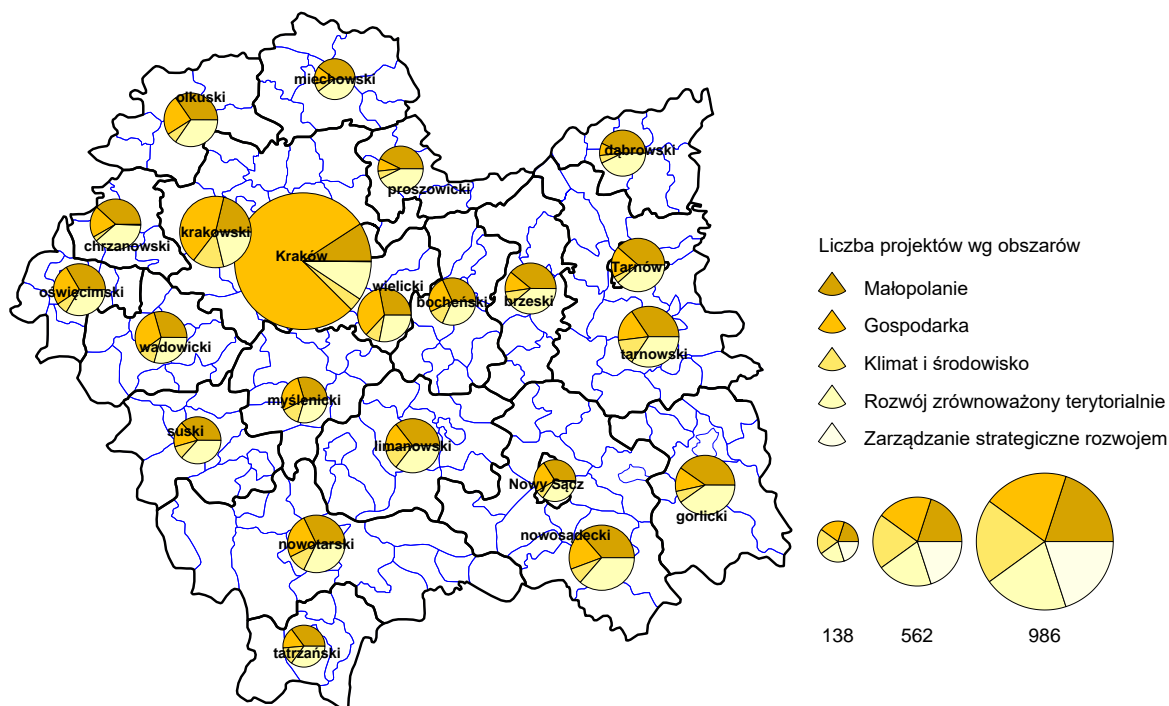 miechowski
olkuski
dąbrowski
proszowicki
krakowski
chrzanowski
Kraków
Tarnów
oświęcimski
wielicki
bocheński
brzeski
wadowicki
tarnowski
myślenicki
suski
limanowski
Nowy Sącz
gorlicki
nowotarski
nowosądecki
tatrzański
Liczba projektów wg obszarów
Małopolanie
Gospodarka
Klimat i środowisko
Rozwój zrównoważony terytorialnie
Zarządzanie strategiczne rozwojem
138 562 986